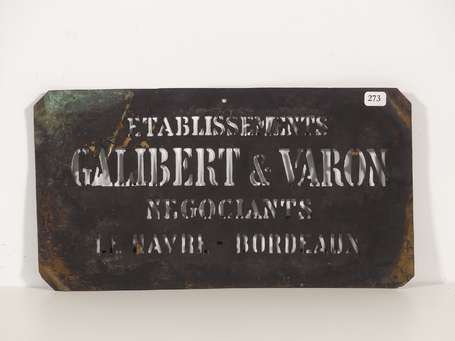 273
ETABLISSEMENTS
GALIBERT & VARON
NEGOCIANTS
LE HAVRE - BORDEAUX